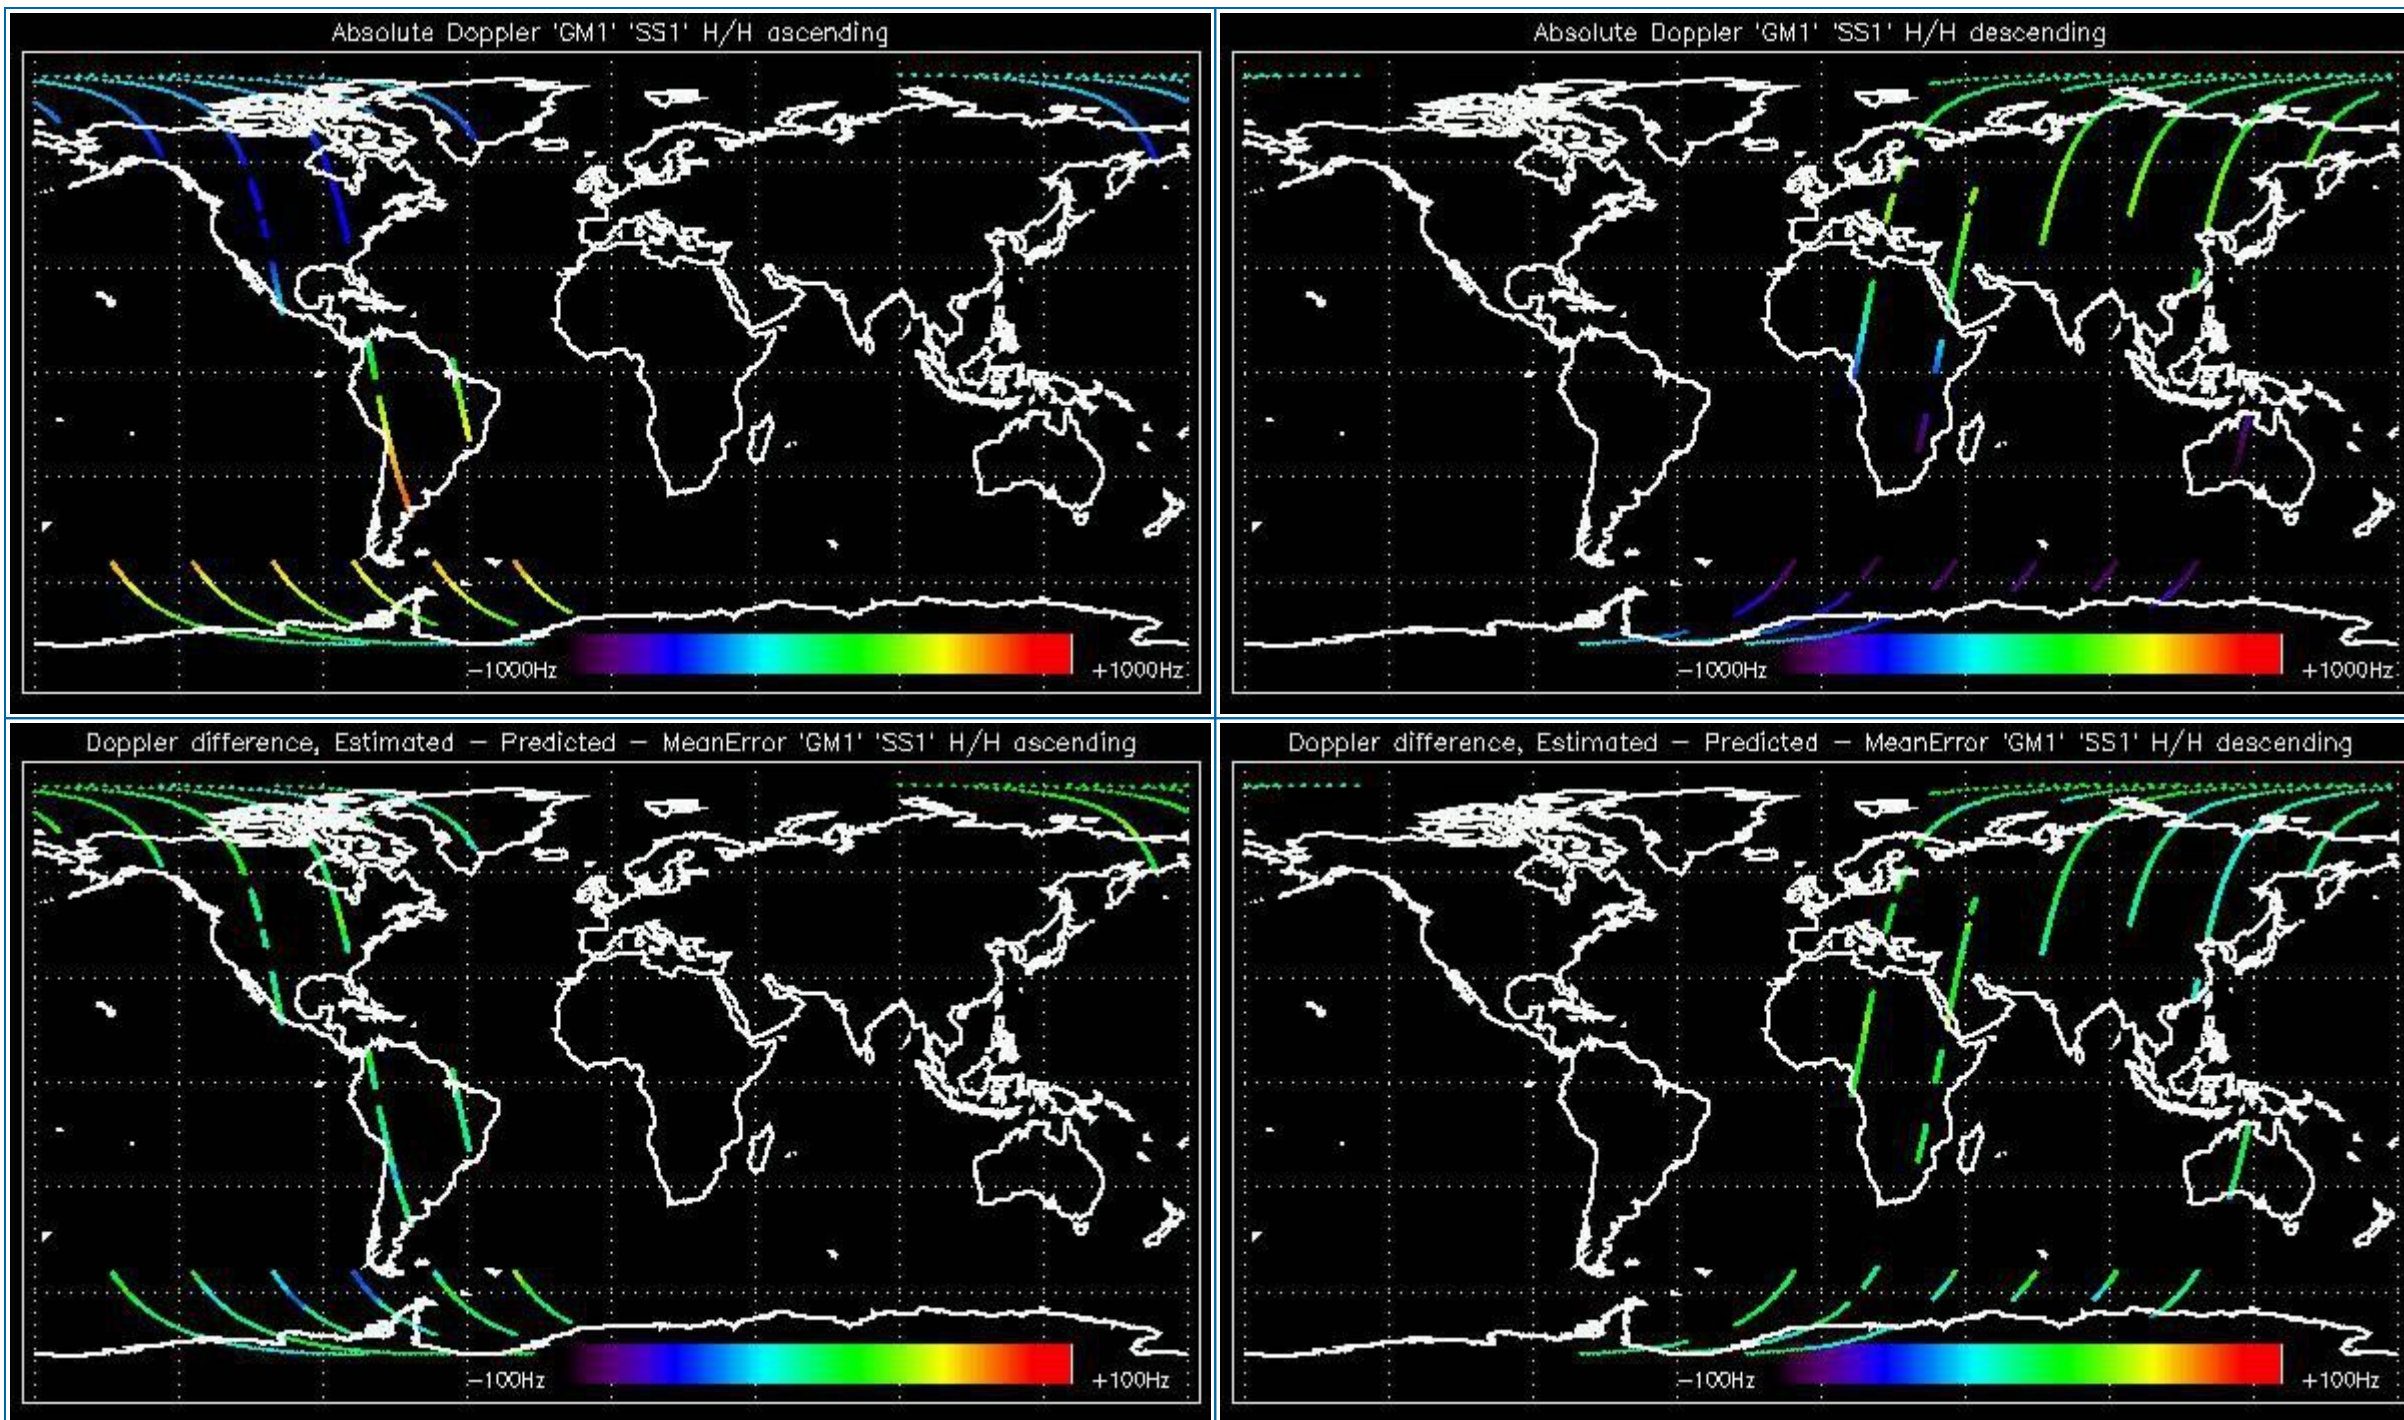 Absolute Doppler 'GM1' 'SS1' H/H ascending
−1000Hz
+1000Hz
Absolute Doppler 'GM1' 'SS1' H/H descending
−1000Hz
+1000Hz
Doppler difference, Estimated − Predicted − MeanError 'GM1' 'SS1' H/H ascending
−100Hz
+100Hz
Doppler difference, Estimated − Predicted − MeanError 'GM1' 'SS1' H/H descending
−100Hz
+100Hz